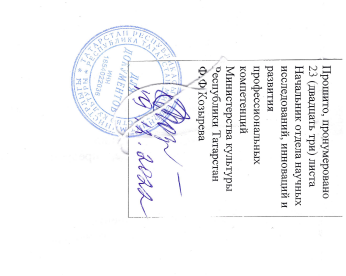 Прошито, пронумеровано
23 (двадцать три) листа
Начальник отдела научных
исследований, инноваций и
развития
профессиональных
компетенций
Министерства культуры
Республики Татарстан
Ф.Ф Козырева
ДОКУМЕНТОВ